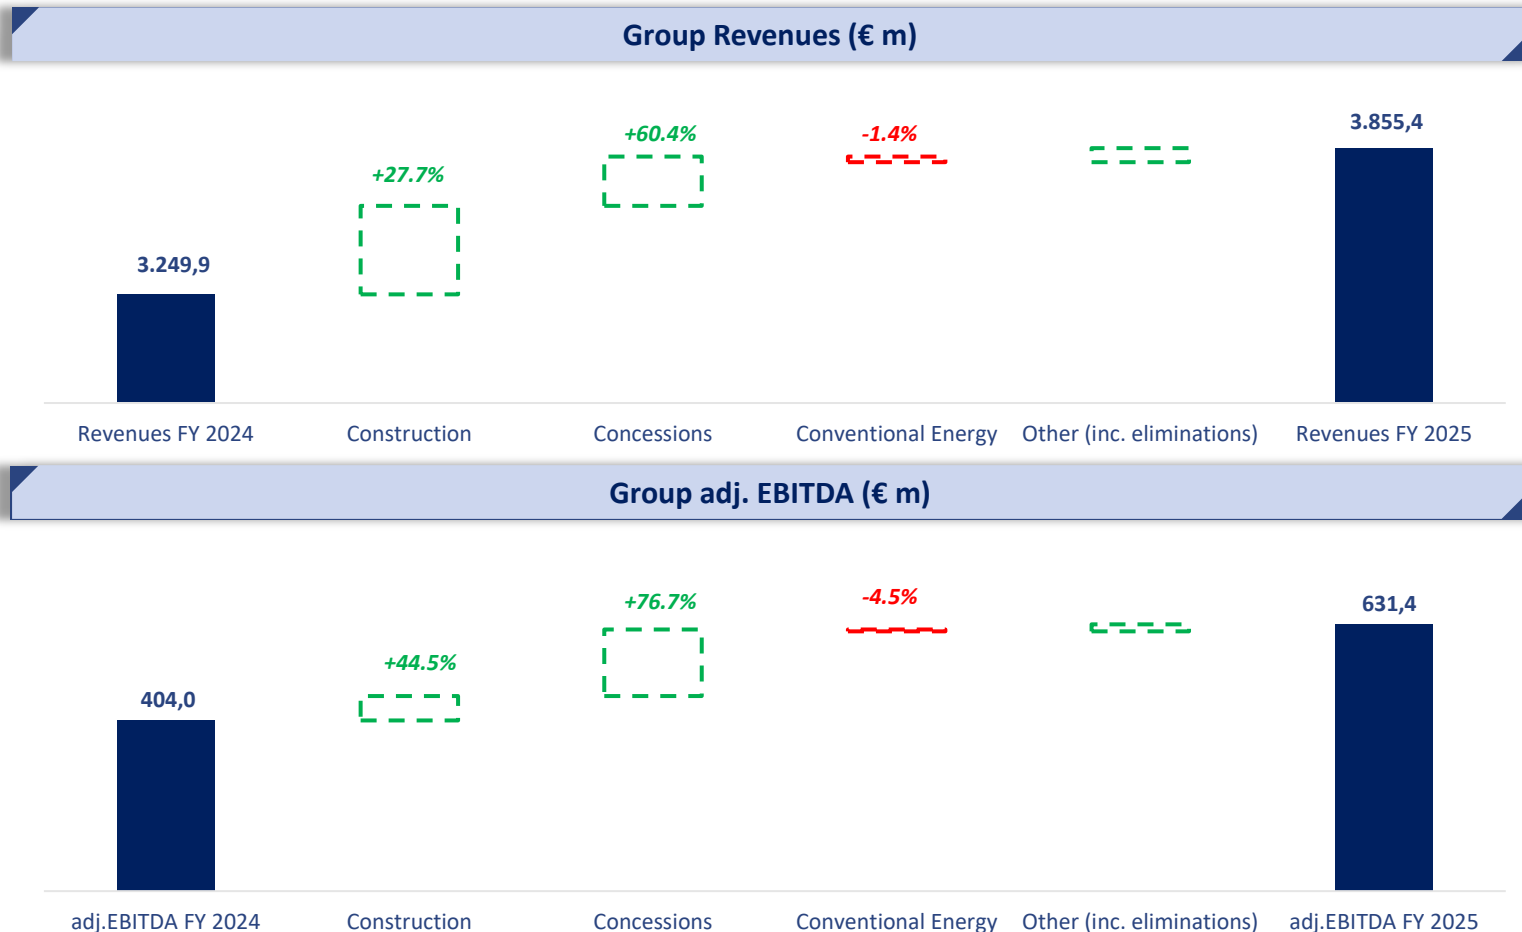 Group Revenues (€ m)
+60.4%
-1.4%
3.855,4
+27.7%
3.249,9
Revenues FY 2024
Construction
Concessions
Conventional Energy
Other (inc. eliminations)
Revenues FY 2025
Group adj. EBITDA (€ m)
+76.7%
-4.5%
631,4
+44.5%
404,0
adj.EBITDA FY 2024
Construction
Concessions
Conventional Energy
Other (inc. eliminations)
adj.EBITDA FY 2025